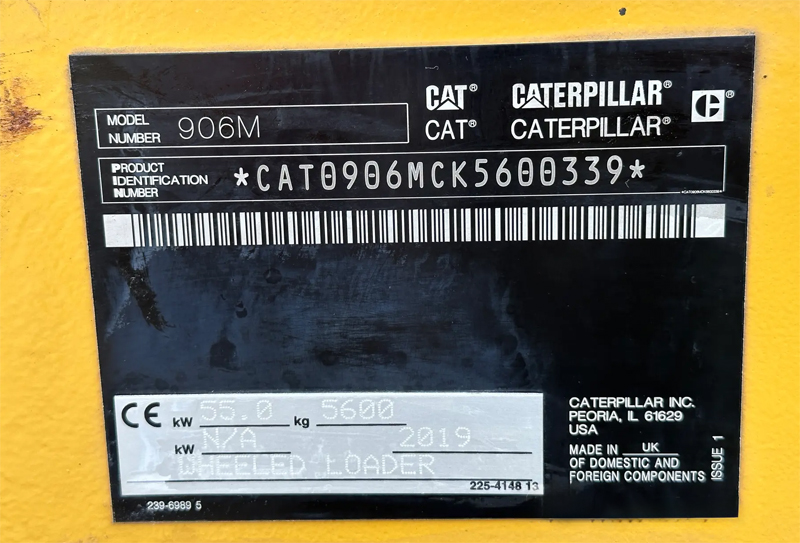 CAT® CATERPILLAR® C®
MODEL NUMBER 906M
CAT® CATERPILLAR®
PRODUCT IDENTIFICATION NUMBER *CAT0906MCK5600339*
*CAT0906MCK5600339*
CE kW 55.0 kg 5600
kW N/A 2019
WHEELED LOADER
225-4148 13
239-6989 5
CATERPILLAR INC.
PEORIA, IL 61629
USA
MADE IN UK
OF DOMESTIC AND
FOREIGN COMPONENTS
ISSUE 1